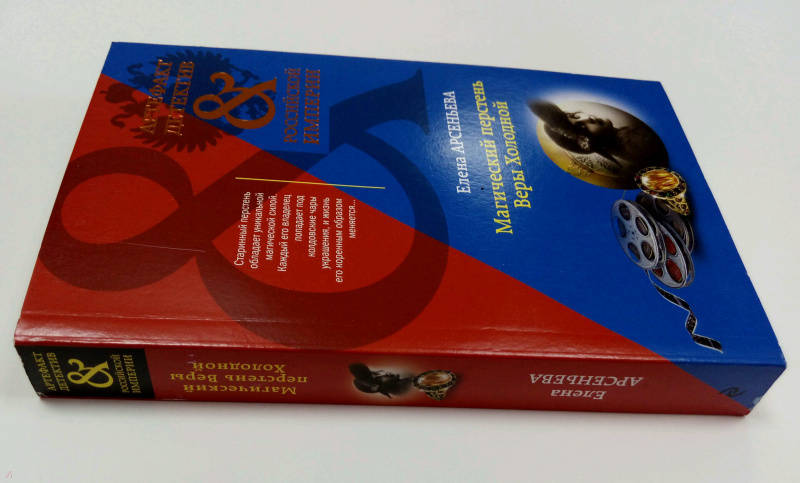 АРТЕФАКТ
ДЕТЕКТИВ
&
РОССИЙСКОЙ
ИМПЕРИИ
Елена АРСЕНЬЕВА
Магический перстень
Веры Холодной
Старинный перстень
обладает уникальной
магической силой.
Каждый его владелец
попадает под
колдовские чары
украшения, и жизнь
его коренным образом
меняется...
АРТЕФАКТ
ДЕТЕКТИВ
&
РОССИЙСКОЙ
ИМПЕРИИ
Магический
перстень Веры
Холодной
Елена
АРСЕНЬЕВА